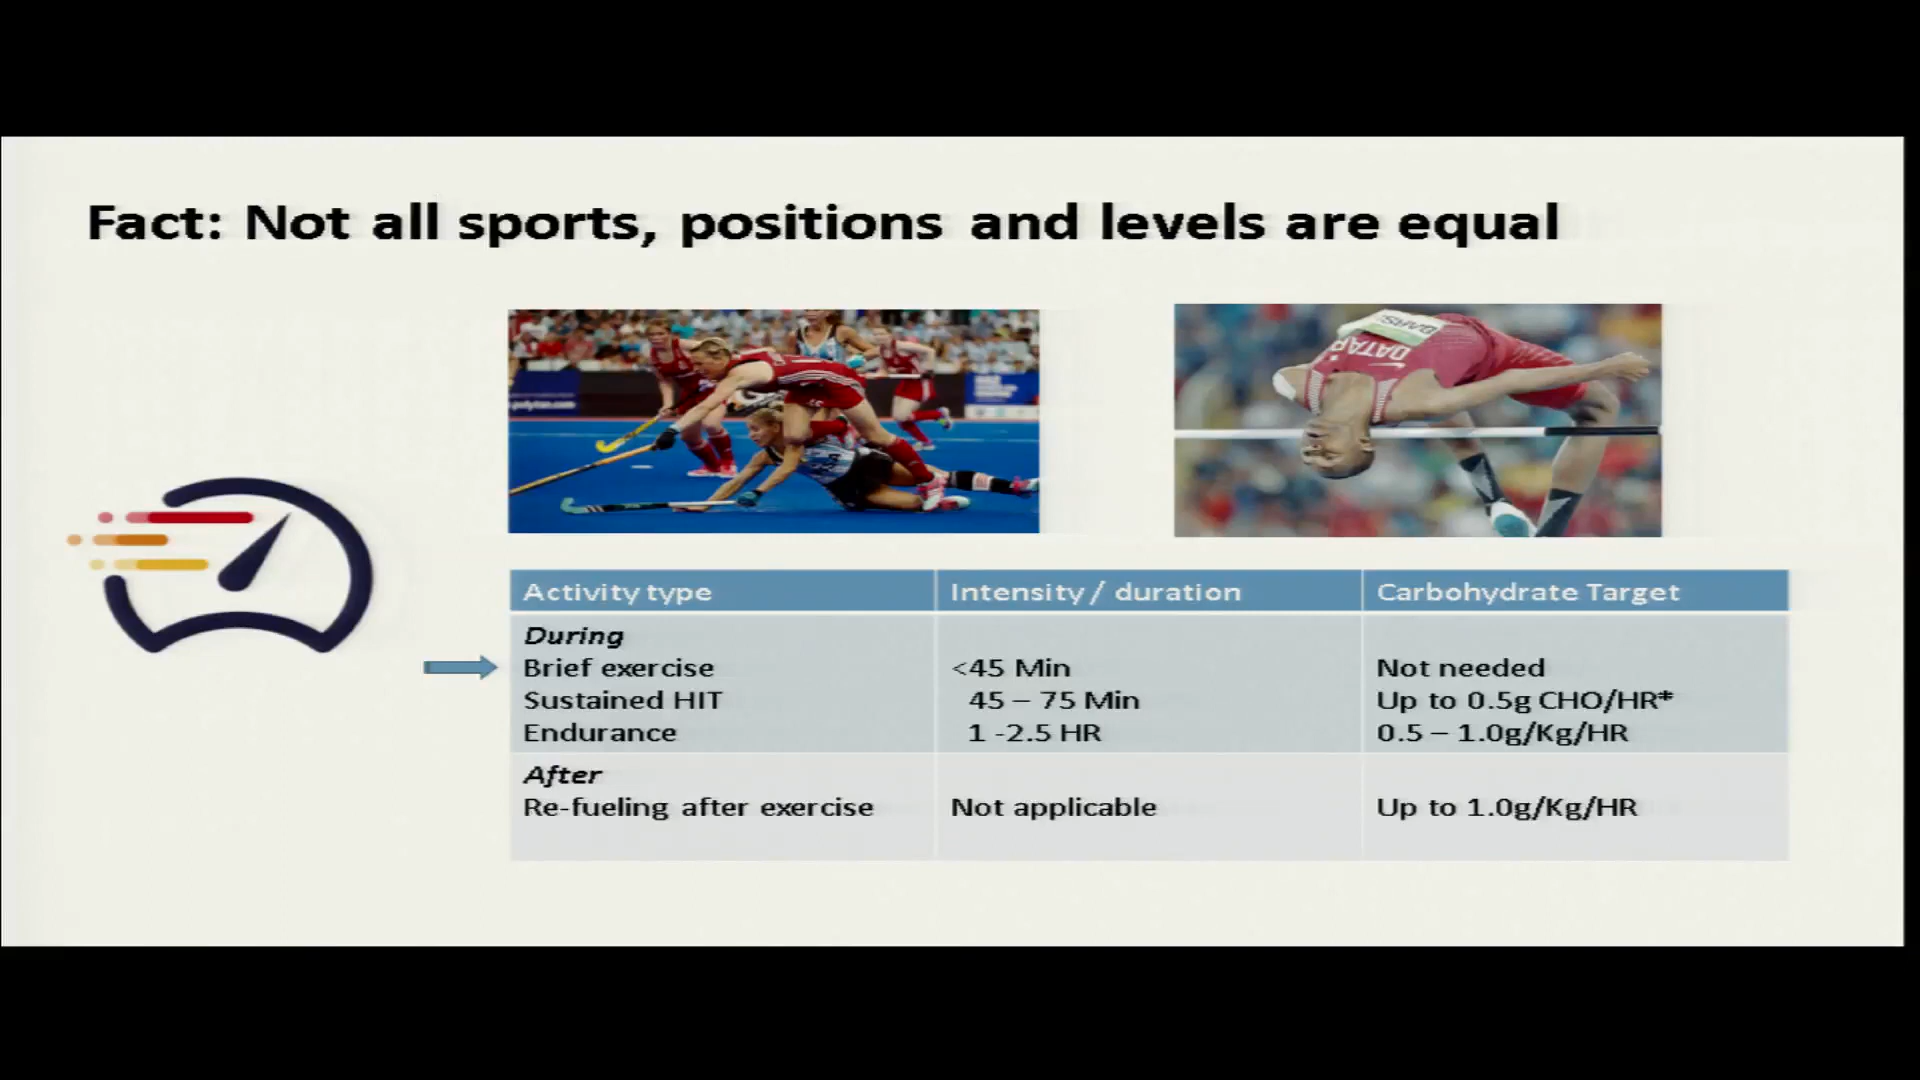 Fact: Not all sports, positions and levels are equal
polytan
QATAR
Activity type Intensity / duration Carbohydrate Target
During
Brief exercise <45 Min Not needed
Sustained HIT 45 – 75 Min Up to 0.5g CHO/HR*
Endurance 1 -2.5 HR 0.5 – 1.0g/Kg/HR
After
Re-fueling after exercise Not applicable Up to 1.0g/Kg/HR